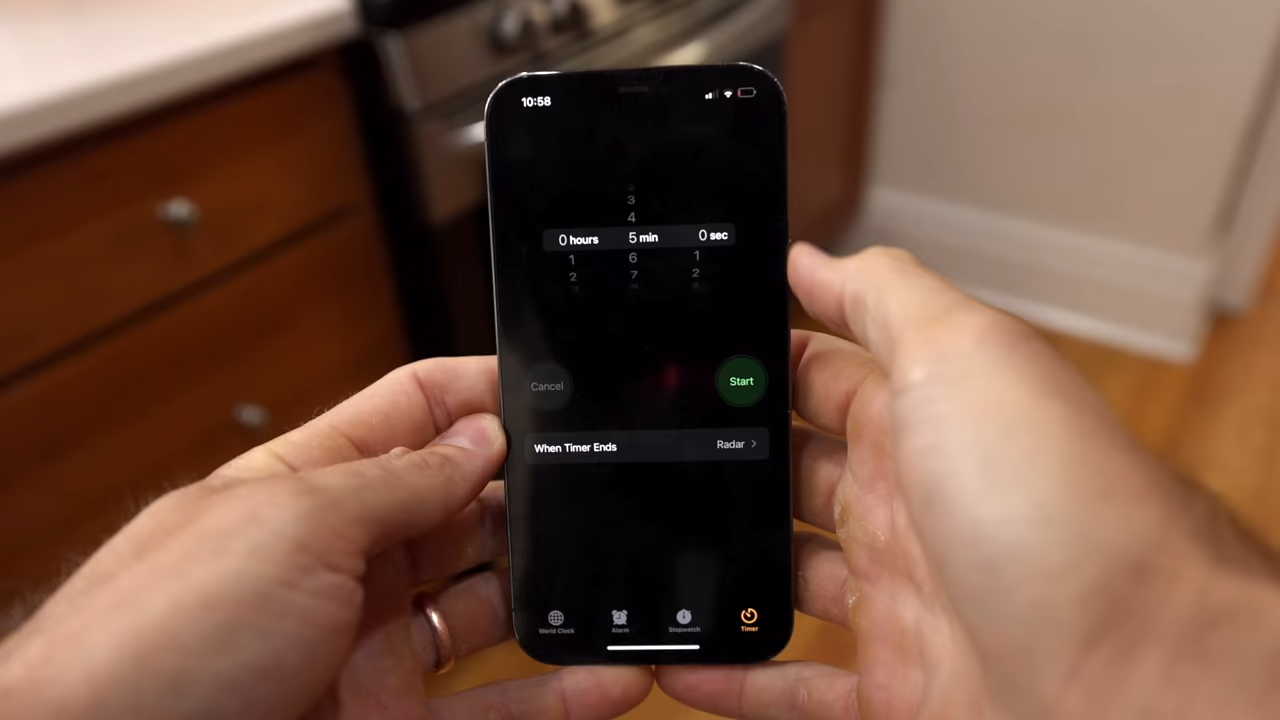 10:58
3
4
0 hours 5 min 0 sec
1 6 1
2 7 2
Cancel Start
When Timer Ends Radar
World Clock Alarm Stopwatch Timer